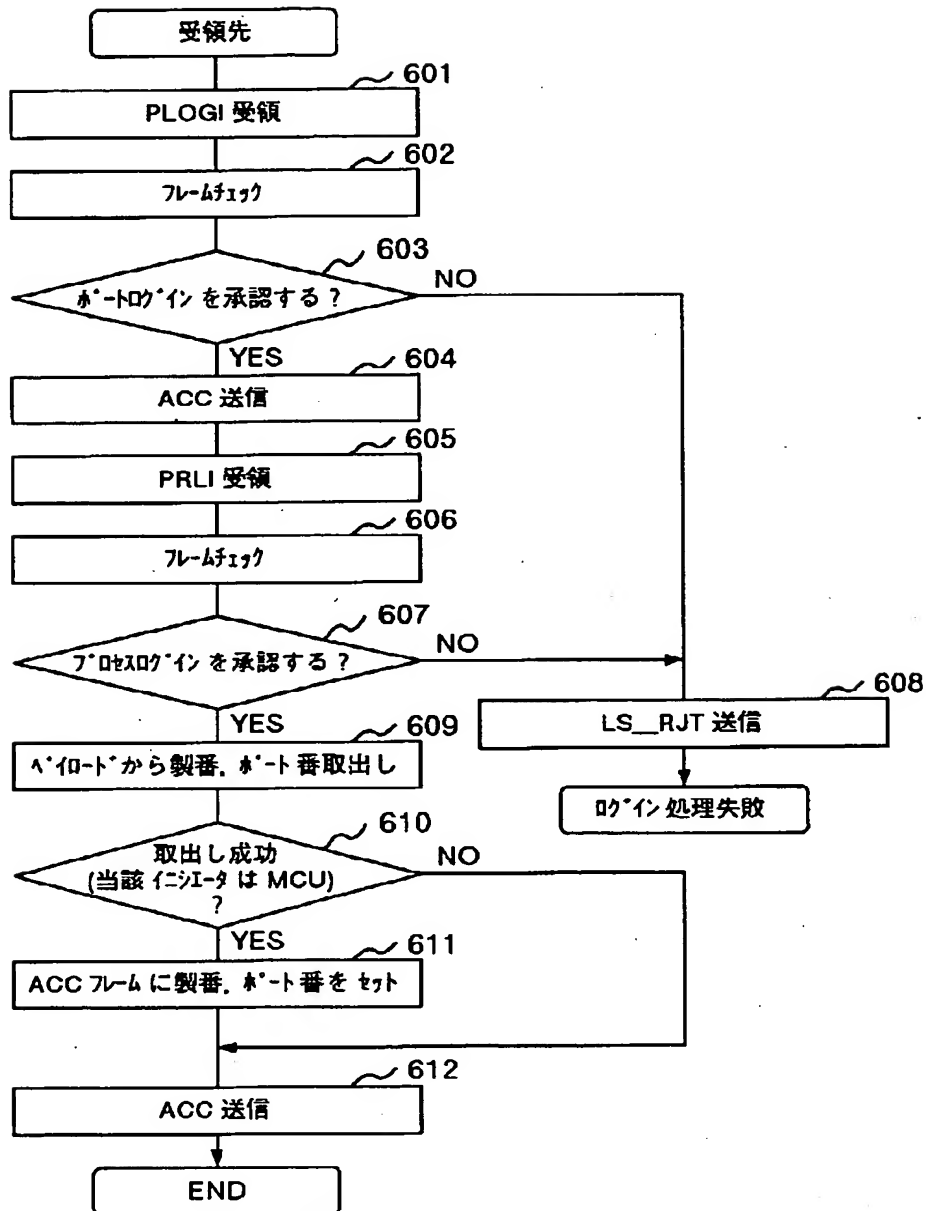 受領先
601
PLOGI 受領
602
フレームチェック
603
ポートログイン を承認する ?
NO
YES
604
ACC 送信
605
PRLI 受領
606
フレームチェック
607
プロセスログイン を承認する ?
NO
YES
608
LS__RJT 送信
ログイン 処理失敗
609
ペイロードから製番. ポート番取出し
610
取出し成功
(当該 イニシエータ は MCU)
?
NO
YES
611
ACC フレーム に製番. ポート番を セット
612
ACC 送信
END